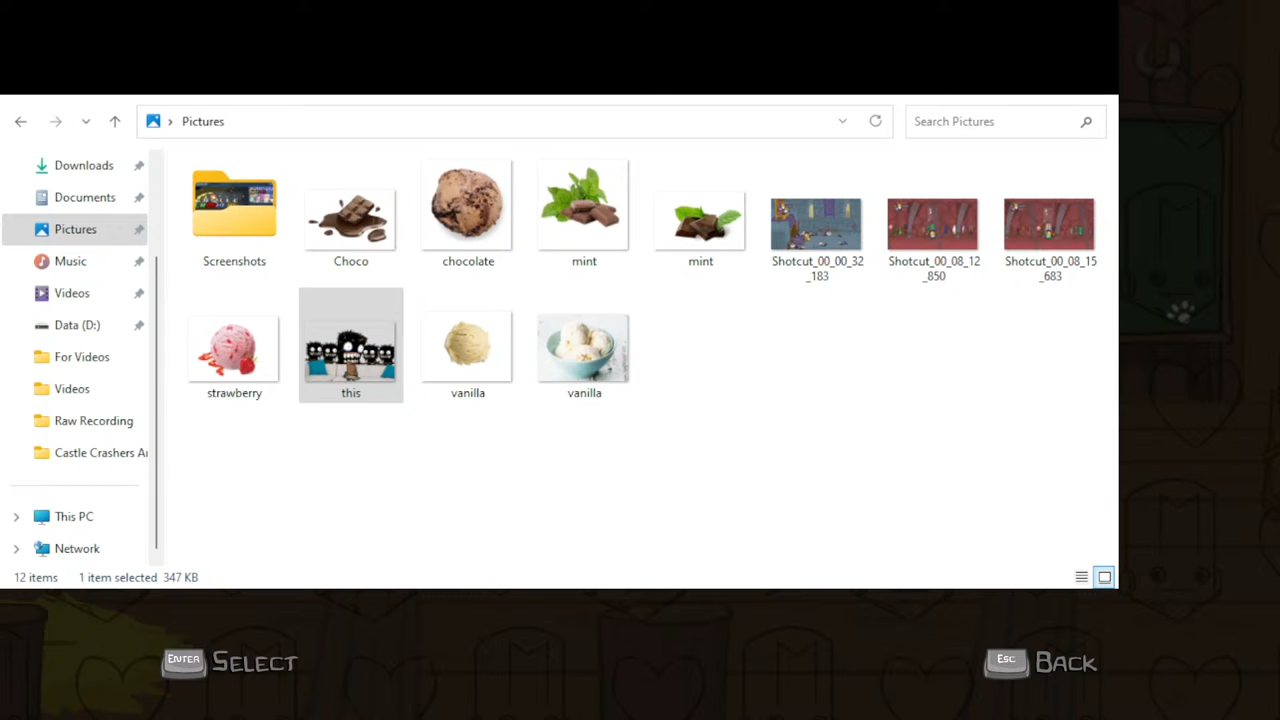 Pictures
Search Pictures
Downloads
Documents
Pictures
Music
Videos
Data (D:)
For Videos
Videos
Raw Recording
Castle Crashers Ar
This PC
Network
Screenshots
Choco
chocolate
mint
mint
Shotcut_00_00_32
_183
Shotcut_00_08_12
_850
Shotcut_00_08_15
_683
strawberry
this
vanilla
vanilla
12 items
1 item selected
347 KB
ENTER SELECT
ESC BACK